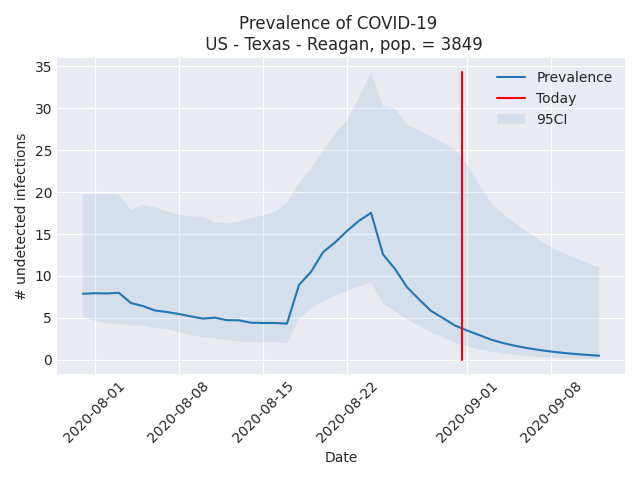 Prevalence of COVID-19
US - Texas - Reagan, pop. = 3849
# undetected infections
35
30
25
20
15
10
5
0
Prevalence
Today
95CI
2020-08-01
2020-08-08
2020-08-15
2020-08-22
2020-09-01
2020-09-08
Date